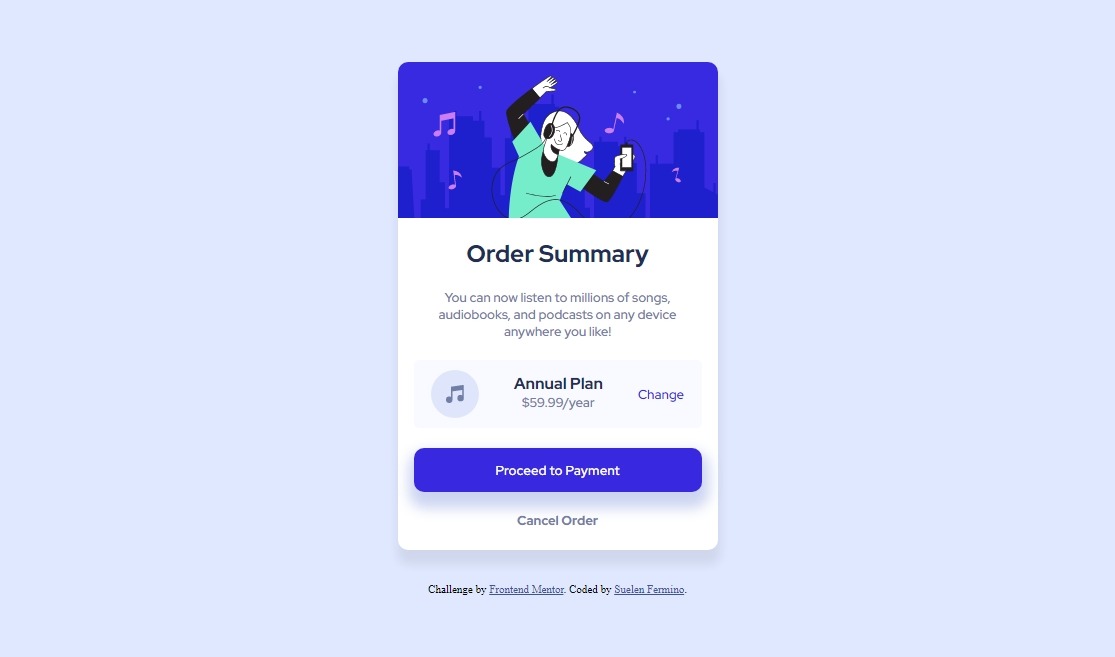 Order Summary
You can now listen to millions of songs,
audiobooks, and podcasts on any device
anywhere you like!
Annual Plan
$59.99/year
Change
Proceed to Payment
Cancel Order
Challenge by Frontend Mentor. Coded by Suelen Fermino.